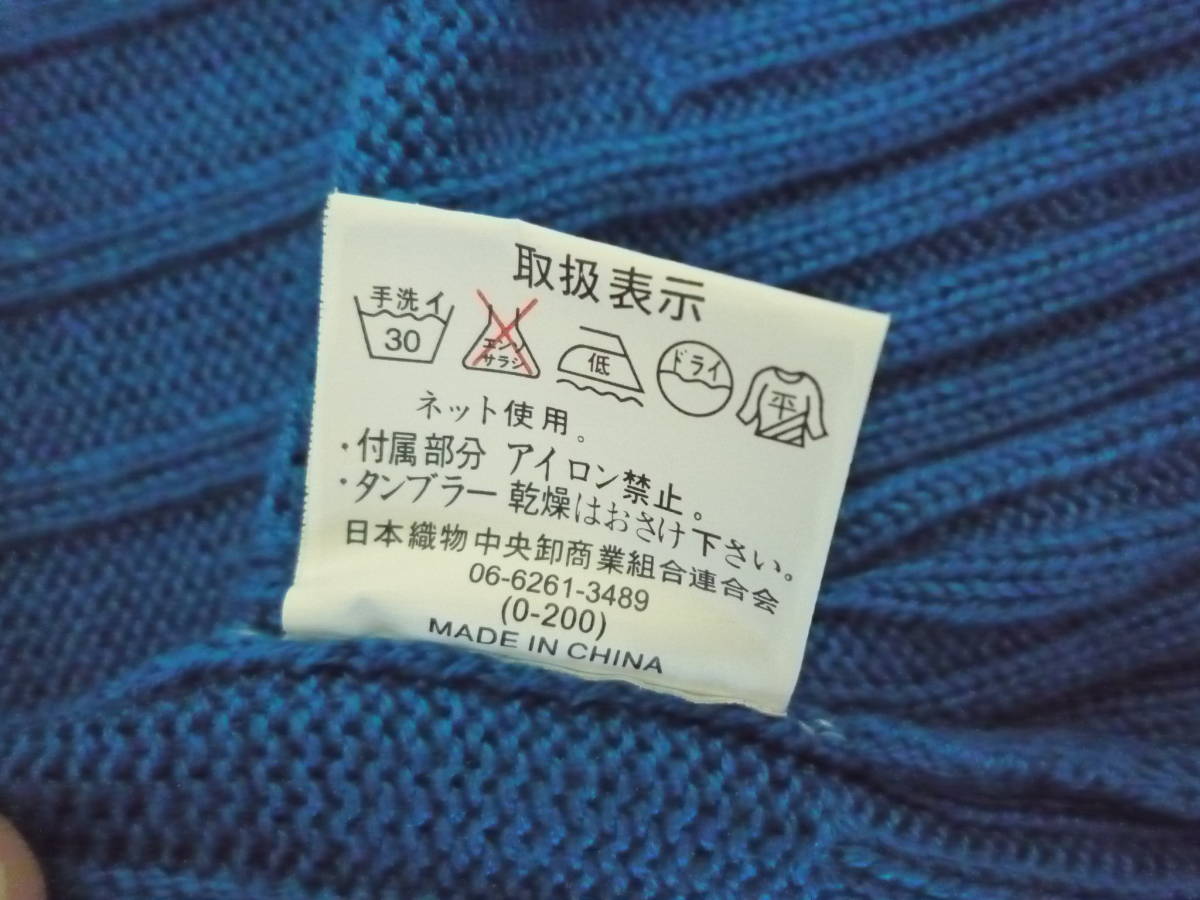 取扱表示
手洗イ
30
エンソ
サラシ
低
ドライ
平
ネット使用。
・付属部分 アイロン禁止。
・タンブラー 乾燥はおさけ下さい。
日本織物中央卸商業組合連合会
06-6261-3489
(0-200)
MADE IN CHINA